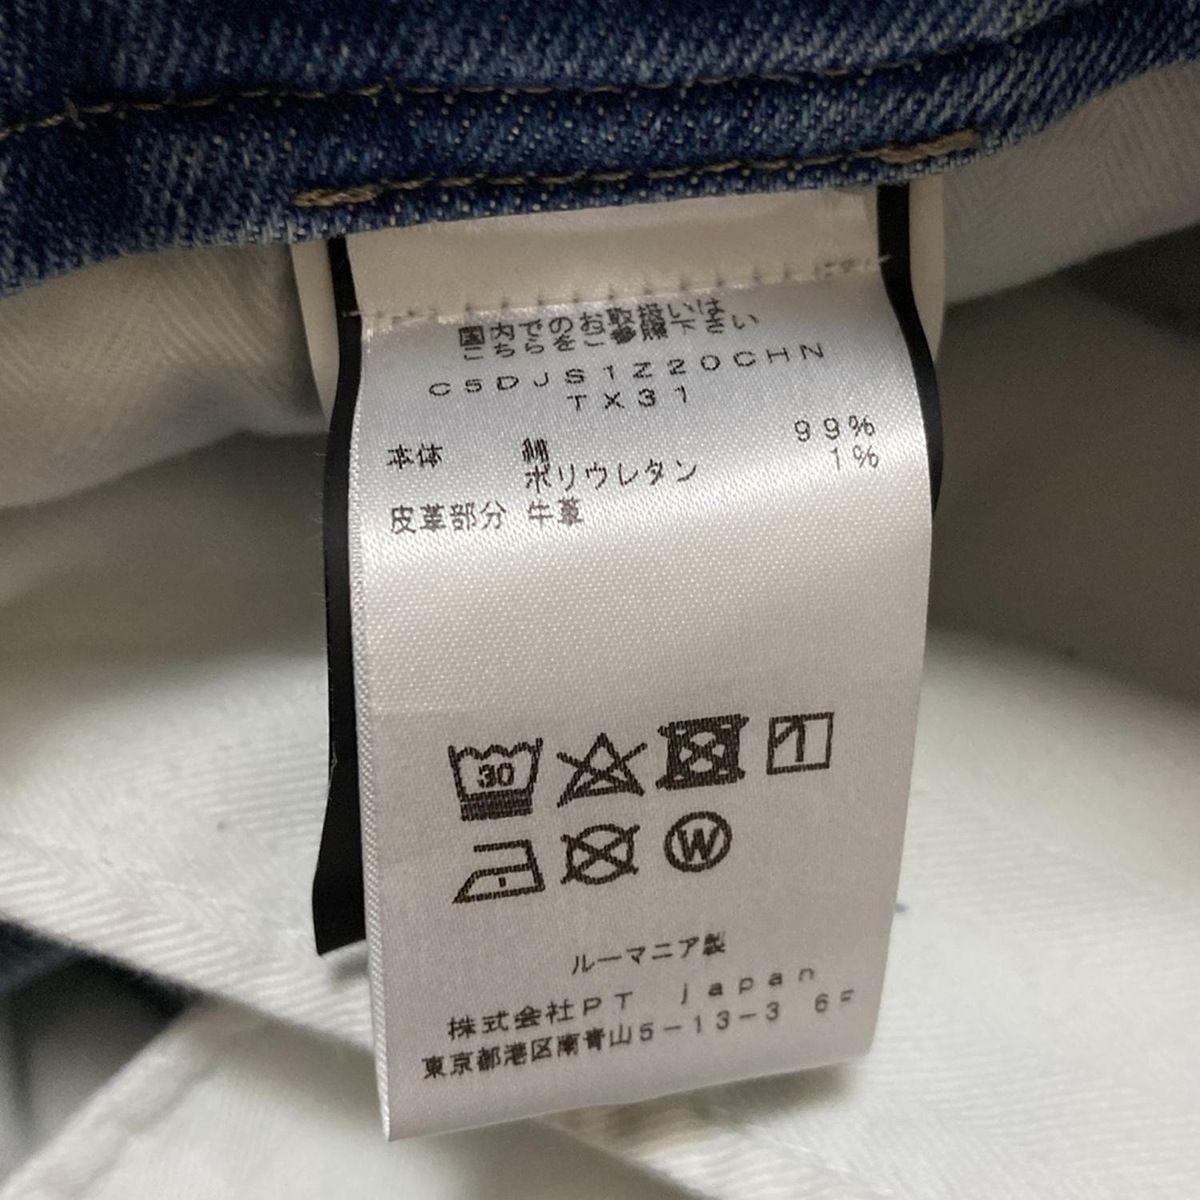 国内でのお取扱いは
こちらをご参照下さい
C5DJS1Z20CHN
TX31
本体 綿 99%
ポリウレタン 1%
皮革部分 牛革
30
W
ルーマニア製
株式会社PT japan
東京都港区南青山5-13-3 6F